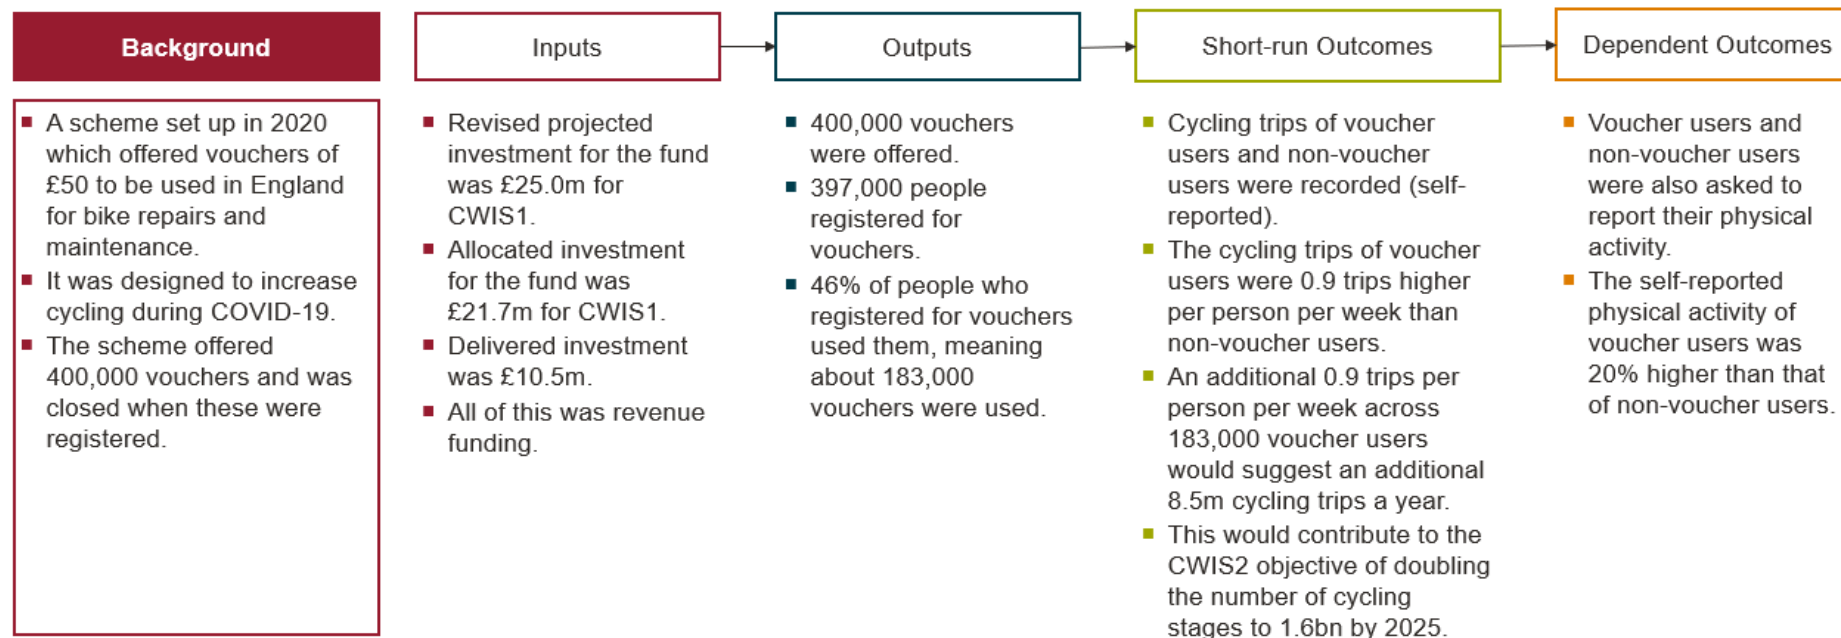 Background
A scheme set up in 2020
which offered vouchers of
£50 to be used in England
for bike repairs and
maintenance.
It was designed to increase
cycling during COVID-19.
The scheme offered
400,000 vouchers and was
closed when these were
registered.
Inputs
Revised projected
investment for the fund
was £25.0m for
CWIS1.
Allocated investment
for the fund was
£21.7m for CWIS1.
Delivered investment
was £10.5m.
All of this was revenue
funding.
Outputs
400,000 vouchers
were offered.
397,000 people
registered for
vouchers.
46% of people who
registered for vouchers
used them, meaning
about 183,000
vouchers were used.
Short-run Outcomes
Cycling trips of voucher
users and non-voucher
users were recorded (self-
reported).
The cycling trips of voucher
users were 0.9 trips higher
per person per week than
non-voucher users.
An additional 0.9 trips per
person per week across
183,000 voucher users
would suggest an additional
8.5m cycling trips a year.
This would contribute to the
CWIS2 objective of doubling
the number of cycling
stages to 1.6bn by 2025.
Dependent Outcomes
Voucher users and
non-voucher users
were also asked to
report their physical
activity.
The self-reported
physical activity of
voucher users was
20% higher than that
of non-voucher users.